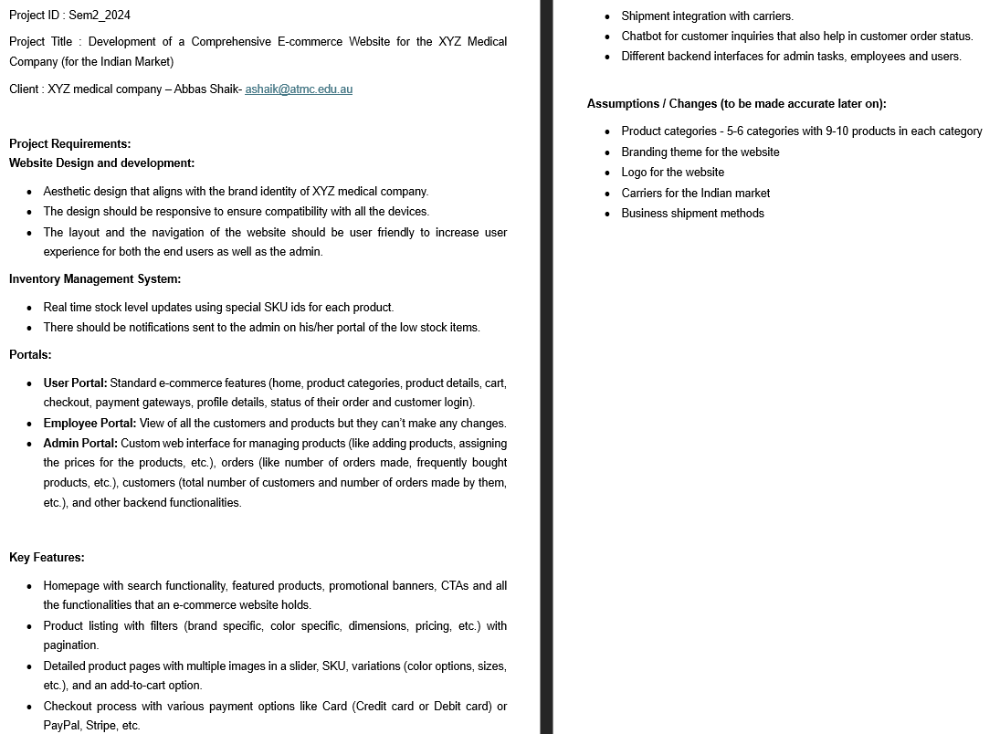 Project ID : Sem2_2024
Project Title : Development of a Comprehensive E-commerce Website for the XYZ Medical
Company (for the Indian Market)
Client : XYZ medical company – Abbas Shaik- ashaik@atmc.edu.au
Project Requirements:
Website Design and development:
• Aesthetic design that aligns with the brand identity of XYZ medical company.
• The design should be responsive to ensure compatibility with all the devices.
• The layout and the navigation of the website should be user friendly to increase user
experience for both the end users as well as the admin.
Inventory Management System:
• Real time stock level updates using special SKU ids for each product.
• There should be notifications sent to the admin on his/her portal of the low stock items.
Portals:
• User Portal: Standard e-commerce features (home, product categories, product details, cart,
checkout, payment gateways, profile details, status of their order and customer login).
• Employee Portal: View of all the customers and products but they can't make any changes.
• Admin Portal: Custom web interface for managing products (like adding products, assigning
the prices for the products, etc.), orders (like number of orders made, frequently bought
products, etc.), customers (total number of customers and number of orders made by them,
etc.), and other backend functionalities.
Key Features:
• Homepage with search functionality, featured products, promotional banners, CTAs and all
the functionalities that an e-commerce website holds.
• Product listing with filters (brand specific, color specific, dimensions, pricing, etc.) with
pagination.
• Detailed product pages with multiple images in a slider, SKU, variations (color options, sizes,
etc.), and an add-to-cart option.
• Checkout process with various payment options like Card (Credit card or Debit card) or
PayPal, Stripe, etc.
• Shipment integration with carriers.
• Chatbot for customer inquiries that also help in customer order status.
• Different backend interfaces for admin tasks, employees and users.
Assumptions / Changes (to be made accurate later on):
• Product categories - 5-6 categories with 9-10 products in each category
• Branding theme for the website
• Logo for the website
• Carriers for the Indian market
• Business shipment methods